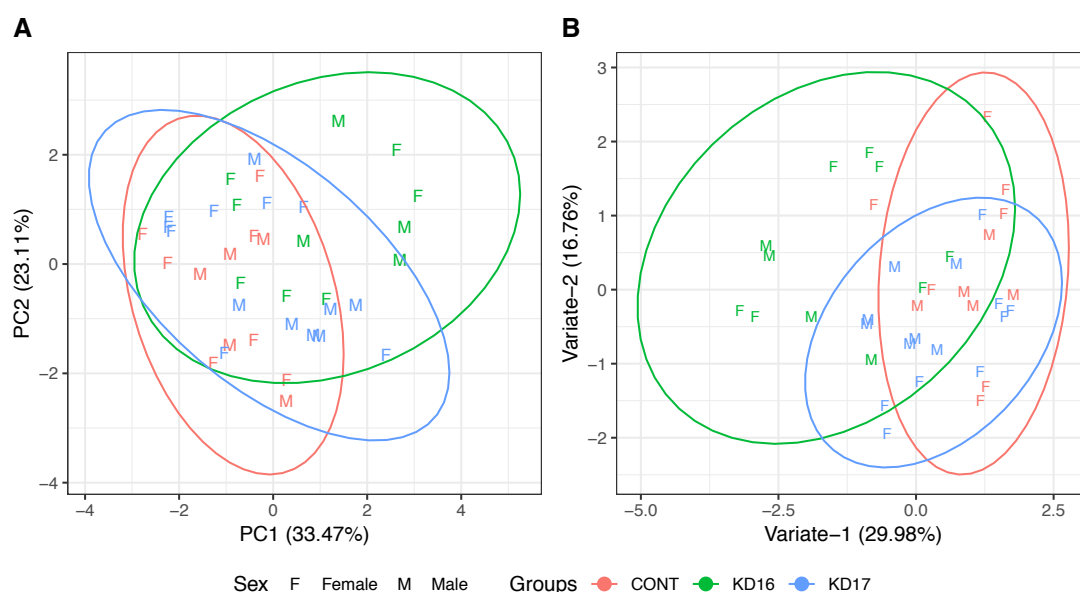 A
B
PC2 (23.11%)
2
0
−2
−4
−4
−2
0
2
4
PC1 (33.47%)
Variate−2 (16.76%)
3
2
1
0
−1
−2
−5.0
−2.5
0.0
2.5
Variate−1 (29.98%)
Sex F Female M Male Groups CONT KD16 KD17